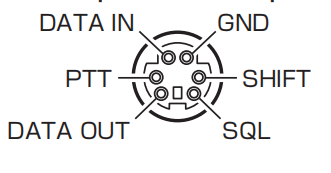 DATA IN GND
PTT SHIFT
DATA OUT SQL